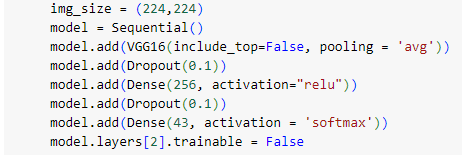 img_size = (224,224)
model = Sequential()
model.add(VGG16(include_top=False, pooling = 'avg'))
model.add(Dropout(0.1))
model.add(Dense(256, activation="relu"))
model.add(Dropout(0.1))
model.add(Dense(43, activation = 'softmax'))
model.layers[2].trainable = False